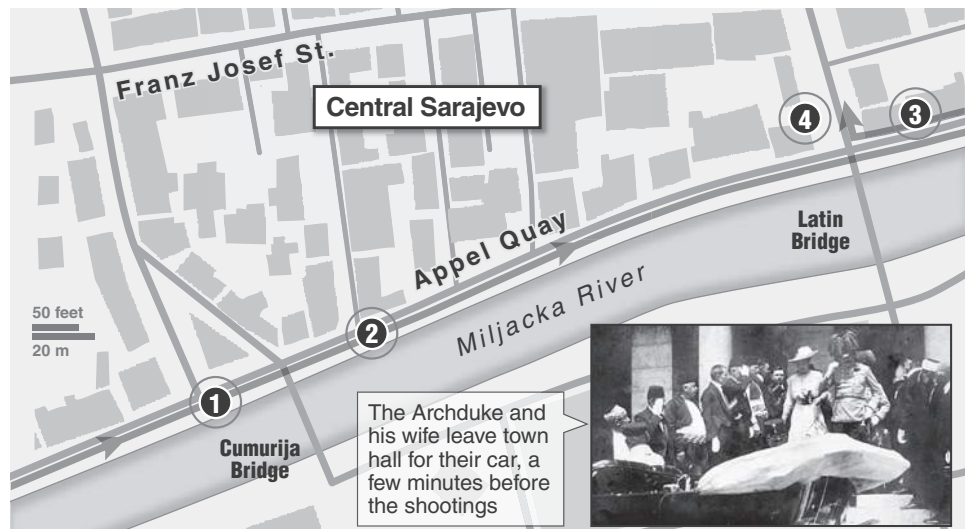 Franz Josef St.
Central Sarajevo
4
3
Latin
Bridge
Appel Quay
Miljacka River
50 feet
20 m
2
1
Cumurija
Bridge
The Archduke and
his wife leave town
hall for their car, a
few minutes before
the shootings